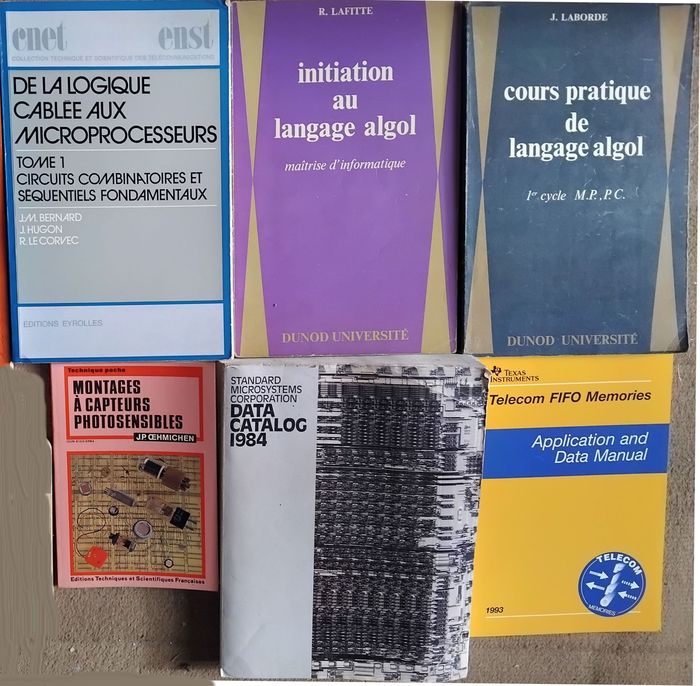 cnet enst
COLLECTION TECHNIQUE ET SCIENTIFIQUE DES TÉLÉCOMMUNICATIONS
DE LA LOGIQUE
CABLÉE AUX
MICROPROCESSEURS
TOME 1
CIRCUITS COMBINATOIRES ET
SÉQUENTIELS FONDAMENTAUX
J.-M. BERNARD
J. HUGON
R. LE CORVEC
ÉDITIONS EYROLLES
R. LAFITTE
initiation
au
langage algol
maîtrise d'informatique
DUNOD UNIVERSITÉ
J. LABORDE
cours pratique
de
langage algol
1er cycle M.P., P.C.
DUNOD UNIVERSITÉ
Technique poche
MONTAGES
À CAPTEURS
PHOTOSENSIBLES
J.P. ŒHMICHEN
Editions Techniques et Scientifiques Françaises
STANDARD
MICROSYSTEMS
CORPORATION
DATA
CATALOG
1984
TEXAS
INSTRUMENTS
Telecom FIFO Memories
Application and
Data Manual
TELECOM
MEMORIES
1993